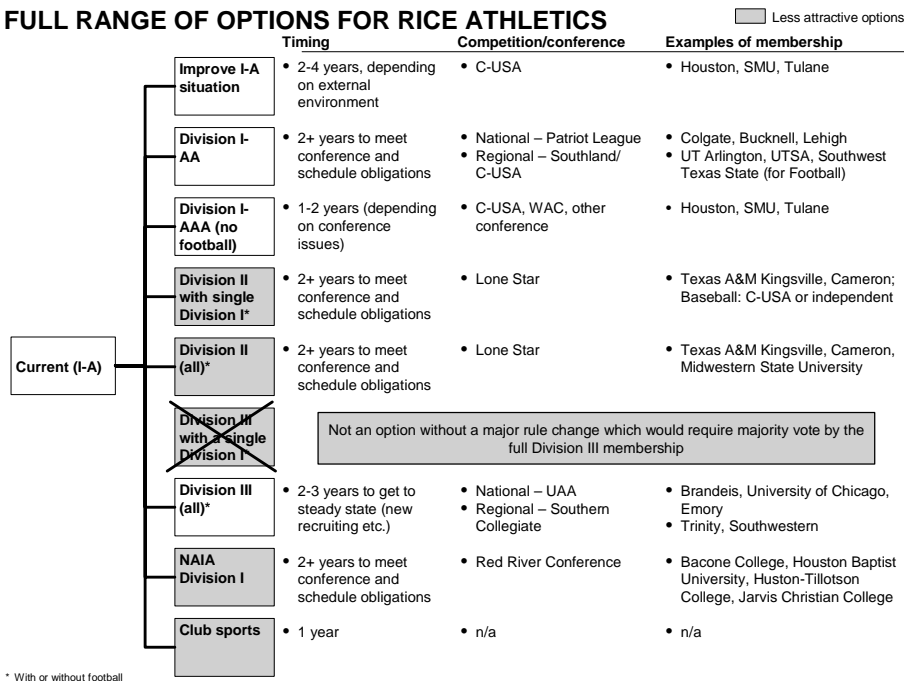 FULL RANGE OF OPTIONS FOR RICE ATHLETICS
Less attractive options
Timing
Competition/conference
Examples of membership
Current (I-A)
Improve I-A
situation
• 2-4 years, depending
on external
environment
• C-USA
• Houston, SMU, Tulane
Division I-
AA
• 2+ years to meet
conference and
schedule obligations
• National – Patriot League
• Regional – Southland/
C-USA
• Colgate, Bucknell, Lehigh
• UT Arlington, UTSA, Southwest
Texas State (for Football)
Division I-
AAA (no
football)
• 1-2 years (depending
on conference
issues)
• C-USA, WAC, other
conference
• Houston, SMU, Tulane
Division II
with single
Division I*
• 2+ years to meet
conference and
schedule obligations
• Lone Star
• Texas A&M Kingsville, Cameron;
Baseball: C-USA or independent
Division II
(all)*
• 2+ years to meet
conference and
schedule obligations
• Lone Star
• Texas A&M Kingsville, Cameron,
Midwestern State University
Division III
with a single
Division I*
Not an option without a major rule change which would require majority vote by the
full Division III membership
Division III
(all)*
• 2-3 years to get to
steady state (new
recruiting etc.)
• National – UAA
• Regional – Southern
Collegiate
• Brandeis, University of Chicago,
Emory
• Trinity, Southwestern
NAIA
Division I
• 2+ years to meet
conference and
schedule obligations
• Red River Conference
• Bacone College, Houston Baptist
University, Huston-Tillotson
College, Jarvis Christian College
Club sports
• 1 year
• n/a
• n/a
* With or without football